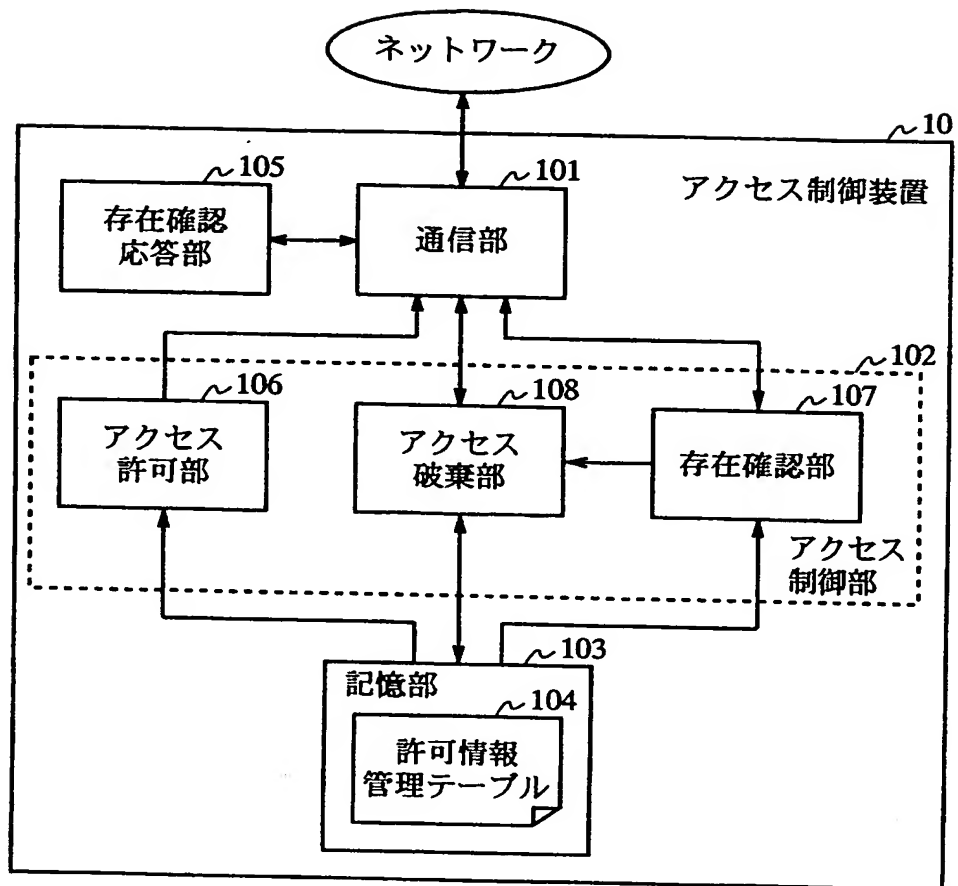 ネットワーク
10
アクセス制御装置
105
存在確認
応答部
101
通信部
102
106
アクセス
許可部
108
アクセス
破棄部
107
存在確認部
アクセス
制御部
103
記憶部
104
許可情報
管理テーブル